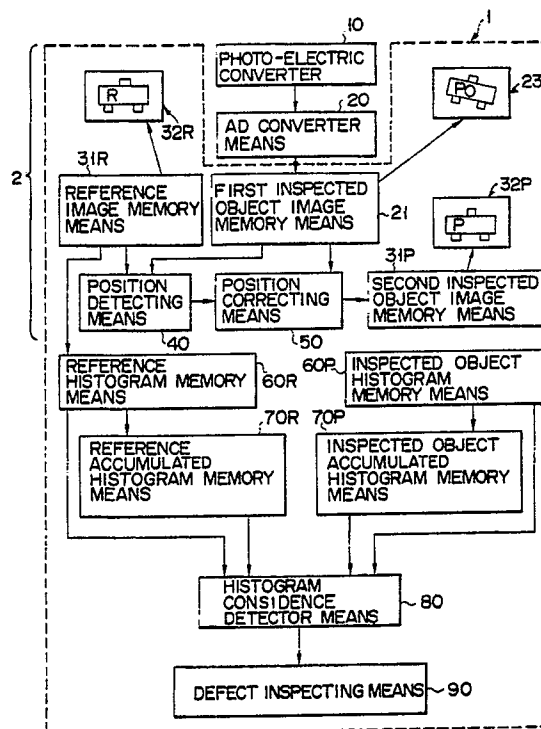 10
1
PHOTO-ELECTRIC
CONVERTER
R
32R
20
PO
23
AD CONVERTER
MEANS
2
31R
REFERENCE
IMAGE MEMORY
MEANS
FIRST INSPECTED
OBJECT IMAGE
MEMORY MEANS
21
32P
P
31P
POSITION
DETECTING
MEANS
40
POSITION
CORRECTING
MEANS
50
SECOND INSPECTED
OBJECT IMAGE
MEMORY MEANS
REFERENCE
HISTOGRAM MEMORY
MEANS
60R
60P
INSPECTED OBJECT
HISTOGRAM
MEMORY MEANS
70R
REFERENCE
ACCUMULATED
HISTOGRAM MEMORY
MEANS
70P
INSPECTED OBJECT
ACCUMULATED
HISTOGRAM MEMORY
MEANS
HISTOGRAM
CONSIDENCE
DETECTOR MEANS
80
DEFECT INSPECTING MEANS
90